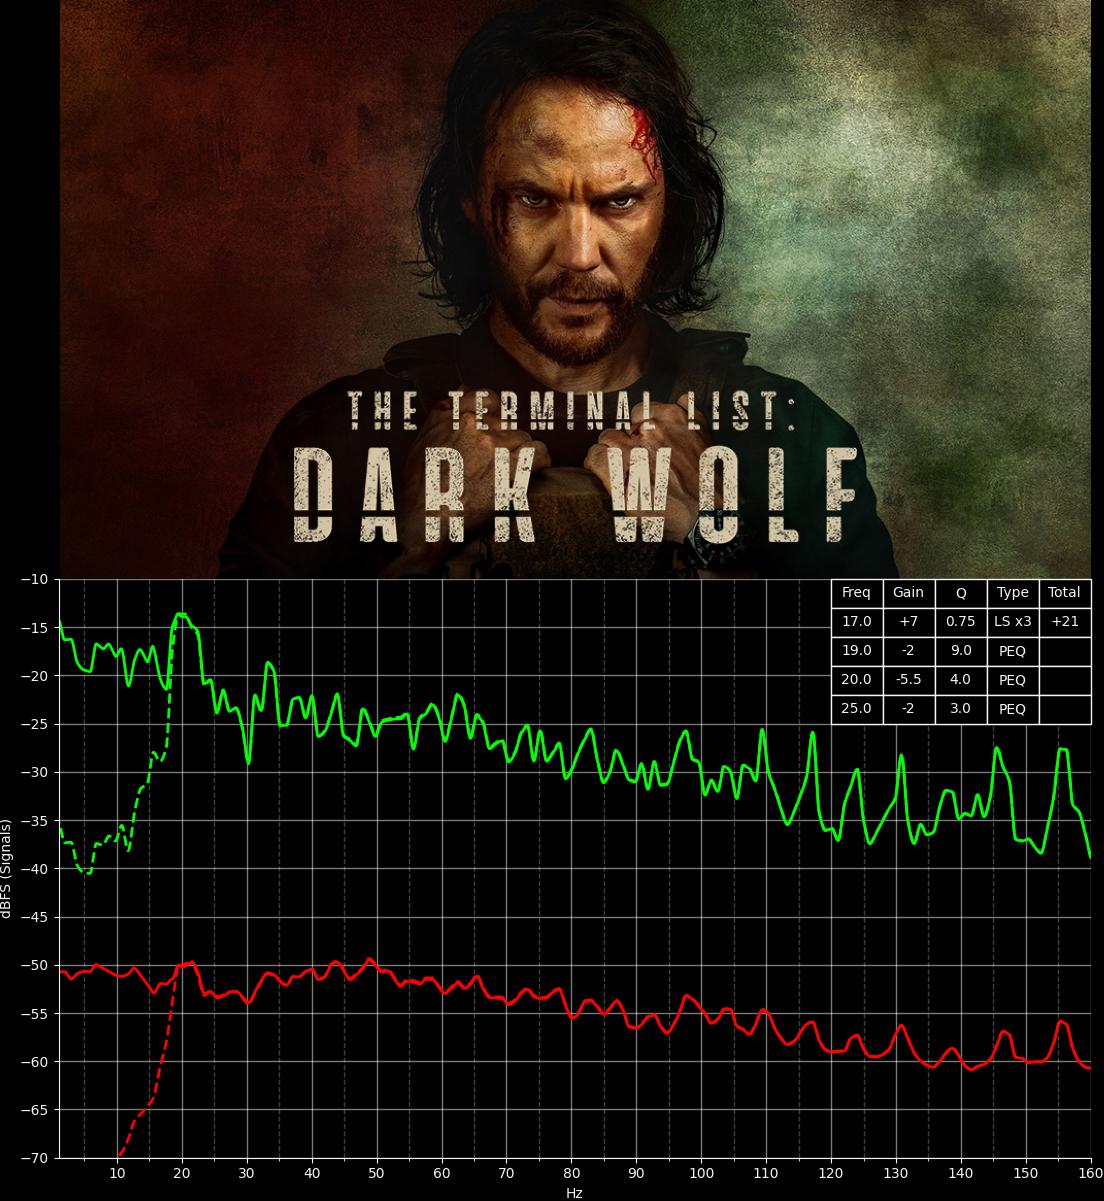 THE TERMINAL LIST:
DARK WOLF
Freq Gain Q Type Total
17.0 +7 0.75 LS x3 +21
19.0 -2 9.0 PEQ
20.0 -5.5 4.0 PEQ
25.0 -2 3.0 PEQ
−10
−15
−20
−25
−30
−35
−40
−45
−50
−55
−60
−65
−70
dBFS (Signals)
10 20 30 40 50 60 70 80 90 100 110 120 130 140 150 160
Hz